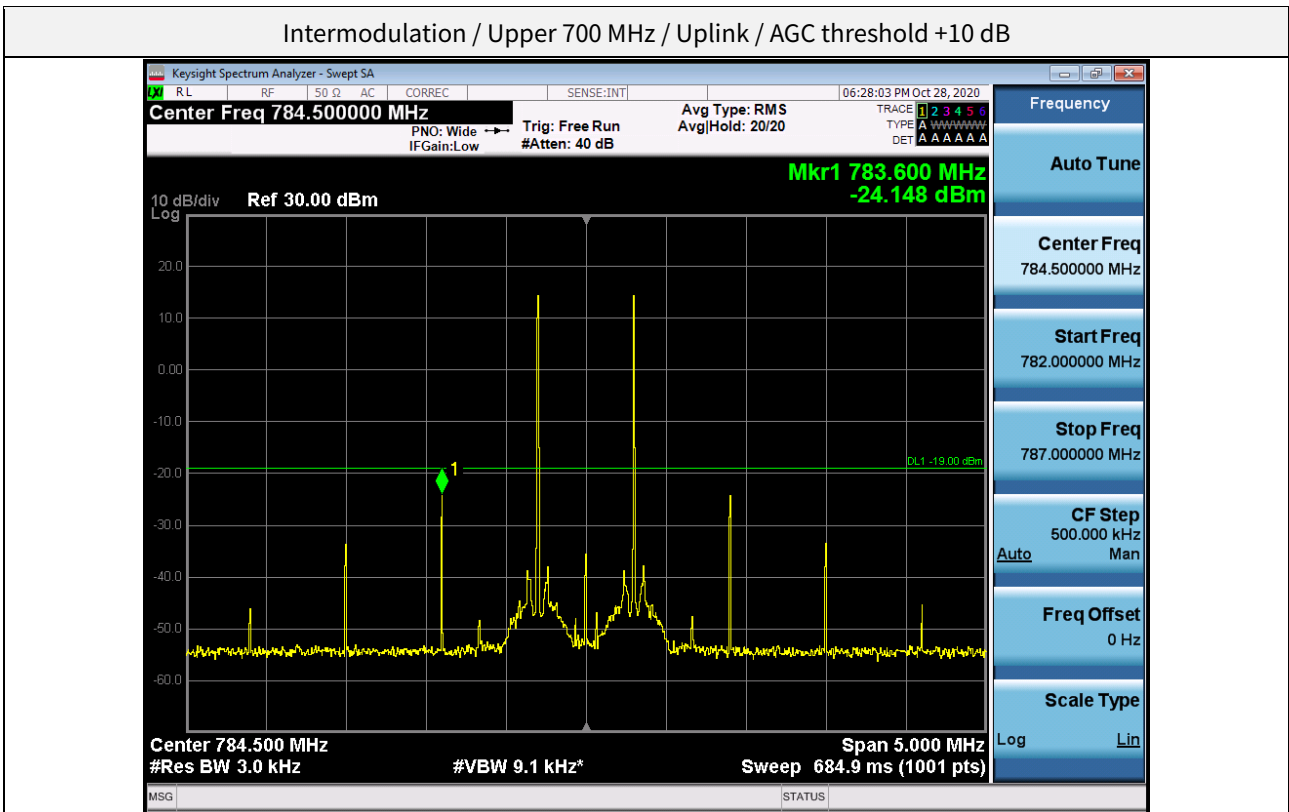 Intermodulation / Upper 700 MHz / Uplink / AGC threshold +10 dB
Keysight Spectrum Analyzer - Swept SA
LXI RL RF 50 Ω AC CORREC SENSE:INT 06:28:03 PM Oct 28, 2020
Center Freq 784.500000 MHz
PNO: Wide
IFGain:Low
Trig: Free Run
#Atten: 40 dB
Avg Type: RMS
Avg|Hold: 20/20
TRACE 1 2 3 4 5 6
TYPE A WWWWW
DET A A A A A A
Mkr1 783.600 MHz
-24.148 dBm
10 dB/div Ref 30.00 dBm
Log
20.0
10.0
0.00
-10.0
-20.0
-30.0
-40.0
-50.0
-60.0
1
DL1 -19.00 dBm
Center 784.500 MHz Span 5.000 MHz
#Res BW 3.0 kHz #VBW 9.1 kHz* Sweep 684.9 ms (1001 pts)
MSG STATUS
Frequency
Auto Tune
Center Freq
784.500000 MHz
Start Freq
782.000000 MHz
Stop Freq
787.000000 MHz
CF Step
500.000 kHz
Auto Man
Freq Offset
0 Hz
Scale Type
Log Lin